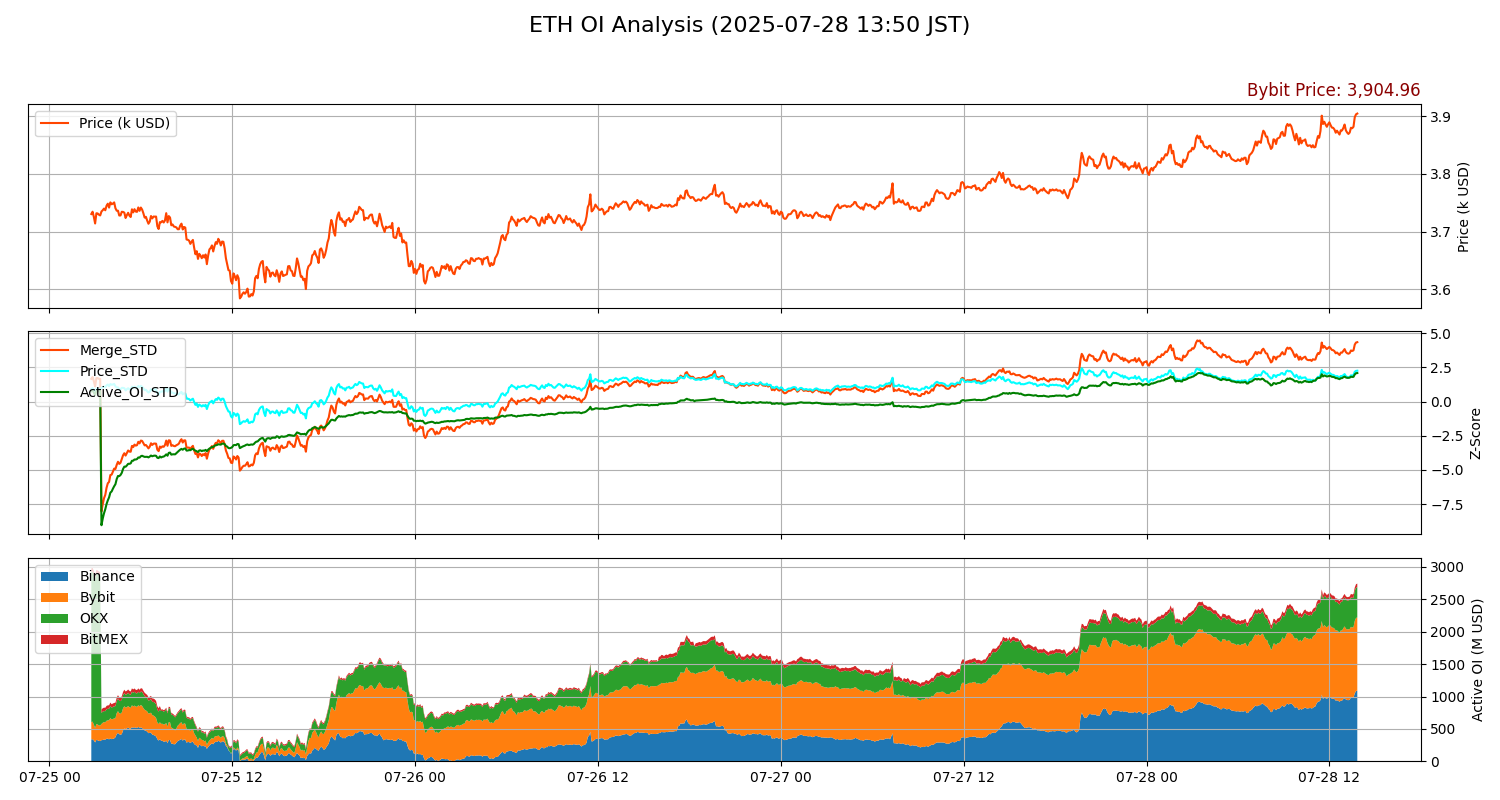 ETH OI Analysis (2025-07-28 13:50 JST)
Bybit Price: 3,904.96
Price (k USD)
3.9
3.8
3.7
3.6
Price (k USD)
Merge_STD
Price_STD
Active_OI_STD
5.0
2.5
0.0
−2.5
−5.0
−7.5
Z-Score
Binance
Bybit
OKX
BitMEX
3000
2500
2000
1500
1000
500
0
Active OI (M USD)
07-25 00
07-25 12
07-26 00
07-26 12
07-27 00
07-27 12
07-28 00
07-28 12